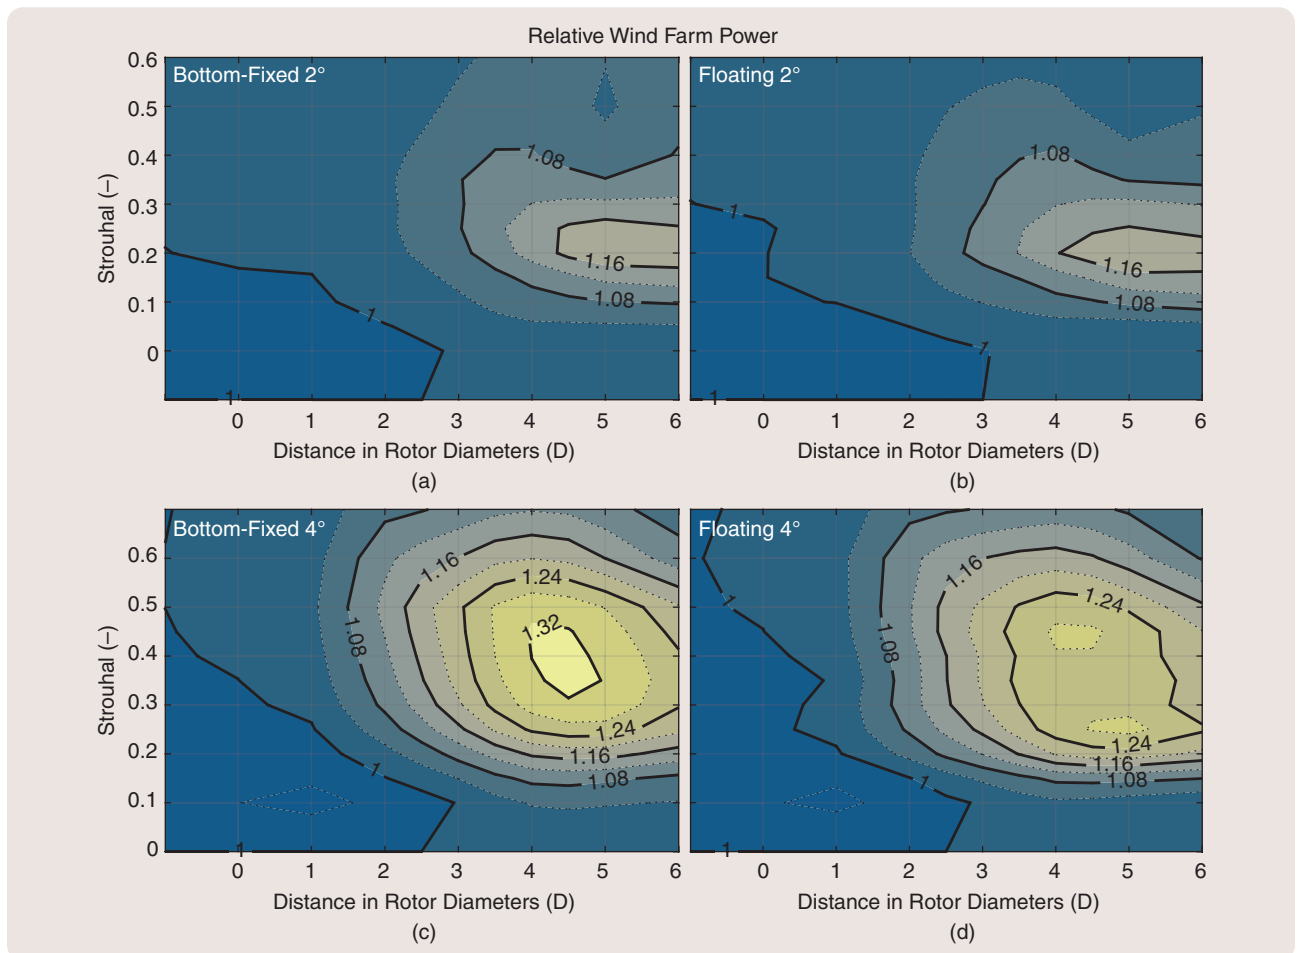 Relative Wind Farm Power
Bottom-Fixed 2°
Strouhal (–)
0.6
0.5
0.4
0.3
0.2
0.1
0
1.08
1.16
1.08
1
1
0 1 2 3 4 5 6
Distance in Rotor Diameters (D)
(a)
Floating 2°
1.08
1
1.16
1.08
1
1
0 1 2 3 4 5 6
Distance in Rotor Diameters (D)
(b)
Bottom-Fixed 4°
Strouhal (–)
0.6
0.5
0.4
0.3
0.2
0.1
0
1.16
1.24
1.32
1.08
1.24
1.16
1.08
1
1
0 1 2 3 4 5 6
Distance in Rotor Diameters (D)
(c)
Floating 4°
1.16
1.24
1
1.08
1.24
1.16
1.08
1
1
0 1 2 3 4 5 6
Distance in Rotor Diameters (D)
(d)